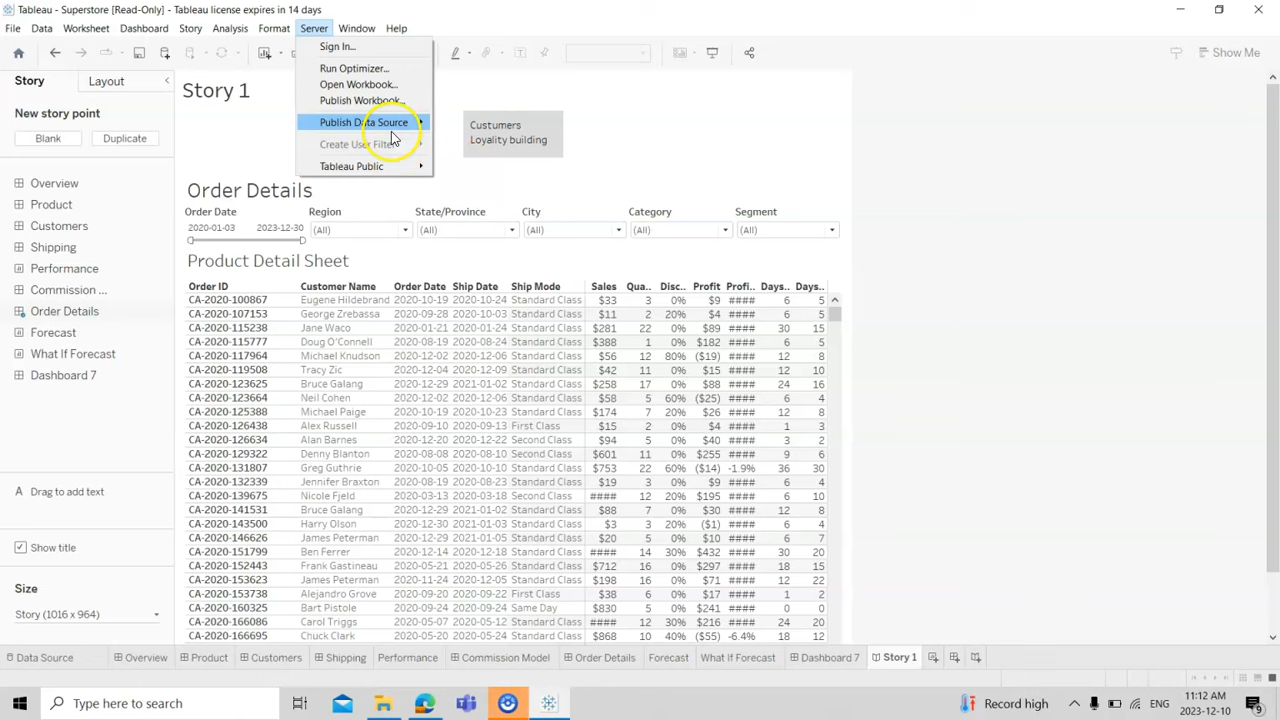 Tableau - Superstore [Read-Only] - Tableau license expires in 14 days
File Data Worksheet Dashboard Story Analysis Format Server Window Help
Sign In...
Run Optimizer...
Open Workbook...
Publish Workbook...
Publish Data Source
Create User Filter
Tableau Public
Show Me
Story Layout
New story point
Blank Duplicate
Overview
Product
Customers
Shipping
Performance
Commission ...
Order Details
Forecast
What If Forecast
Dashboard 7
Drag to add text
Show title
Size
Story (1016 x 964)
Story 1
Custumers
Loyality building
Order Details
Order Date Region State/Province City Category Segment
2020-01-03 2023-12-30 (All) (All) (All) (All) (All)
Product Detail Sheet
Order ID Customer Name Order Date Ship Date Ship Mode Sales Qua.. Disc.. Profit Profi.. Days.. Days..
CA-2020-100867 Eugene Hildebrand 2020-10-19 2020-10-24 Standard Class $33 3 0% $9 #### 6 5
CA-2020-107153 George Zrebassa 2020-09-28 2020-10-03 Standard Class $11 2 20% $4 #### 6 5
CA-2020-115238 Jane Waco 2020-01-21 2020-01-24 Standard Class $281 22 0% $89 #### 30 15
CA-2020-115777 Doug O'Connell 2020-08-19 2020-08-24 Standard Class $388 1 0% $182 #### 6 5
CA-2020-117964 Michael Knudson 2020-12-02 2020-12-06 Standard Class $56 12 80% ($19) #### 12 8
CA-2020-119508 Tracy Zic 2020-12-04 2020-12-09 Standard Class $42 11 0% $15 #### 12 10
CA-2020-123625 Bruce Galang 2020-12-29 2021-01-02 Standard Class $258 17 0% $88 #### 24 16
CA-2020-123664 Neil Cohen 2020-12-02 2020-12-06 Standard Class $58 5 60% ($25) #### 6 4
CA-2020-125388 Michael Paige 2020-10-19 2020-10-23 Standard Class $174 7 20% $26 #### 12 8
CA-2020-126438 Alex Russell 2020-09-10 2020-09-13 First Class $15 2 0% $4 #### 1 3
CA-2020-126634 Alan Barnes 2020-12-20 2020-12-22 Second Class $94 5 0% $40 #### 3 2
CA-2020-129322 Denny Blanton 2020-08-06 2020-08-09 Second Class $601 11 0% $255 #### 9 6
CA-2020-131807 Greg Guthrie 2020-10-05 2020-10-10 Standard Class $753 22 60% ($14) -1.9% 36 30
CA-2020-132339 Jennifer Braxton 2020-08-19 2020-08-23 Standard Class $19 3 0% $9 #### 6 4
CA-2020-139675 Nicole Fjeld 2020-03-13 2020-03-18 Second Class #### 12 20% $195 #### 6 10
CA-2020-141531 Bruce Galang 2020-12-29 2021-01-02 Standard Class $88 7 0% $30 #### 12 8
CA-2020-143500 Harry Olson 2020-12-30 2021-01-03 Standard Class $3 3 20% ($1) #### 6 4
CA-2020-146626 James Peterman 2020-12-29 2021-01-05 Standard Class $20 5 0% $10 #### 6 7
CA-2020-151799 Ben Ferrer 2020-12-14 2020-12-18 Standard Class #### 14 30% $432 #### 30 20
CA-2020-152443 Frank Gastineau 2020-05-21 2020-05-26 Standard Class $712 16 0% $297 #### 18 15
CA-2020-153623 James Peterman 2020-11-24 2020-12-05 Standard Class $198 16 0% $71 #### 12 22
CA-2020-153738 Alejandro Grove 2020-09-20 2020-09-22 First Class $38 6 0% $17 #### 1 2
CA-2020-160325 Bart Pistole 2020-09-24 2020-09-24 Same Day $830 5 0% $241 #### 0 0
CA-2020-166086 Carol Triggs 2020-05-07 2020-05-12 Standard Class #### 12 30% $216 #### 24 20
CA-2020-166695 Chuck Clark 2020-05-20 2020-05-24 Standard Class $868 10 40% ($55) -6.4% 18 12
Data Source Overview Product Customers Shipping Performance Commission Model Order Details Forecast What If Forecast Dashboard 7 Story 1
Type here to search
Record high
ENG
11:12 AM
2023-12-10
9